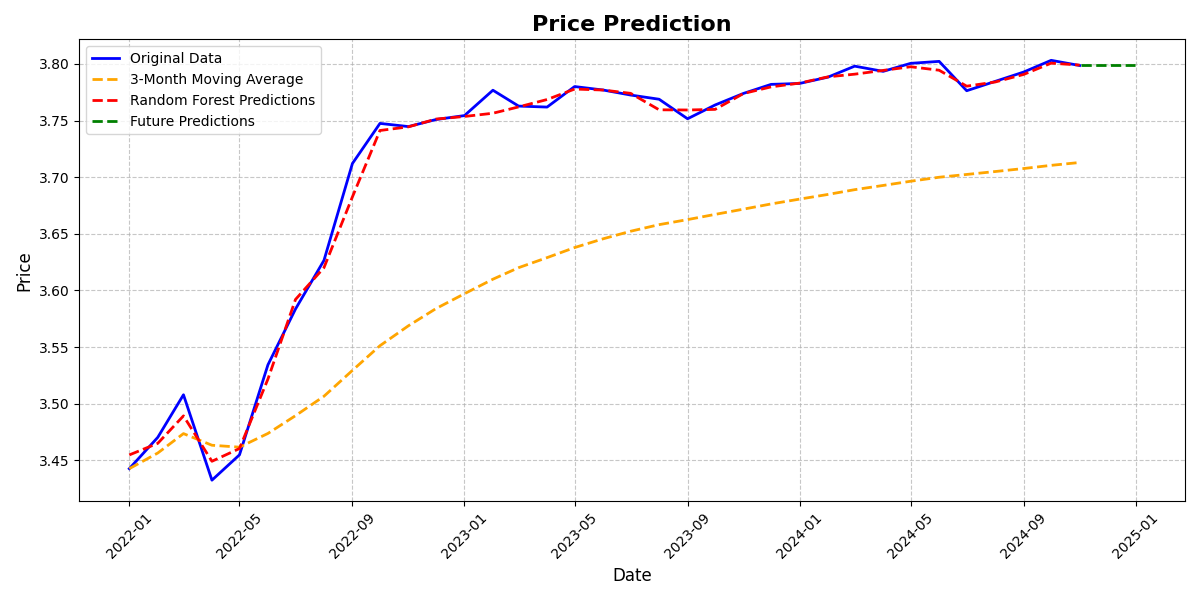 Price Prediction
Original Data
3-Month Moving Average
Random Forest Predictions
Future Predictions
3.80
3.75
3.70
3.65
3.60
3.55
3.50
3.45
Price
2022-01
2022-05
2022-09
2023-01
2023-05
2023-09
2024-01
2024-05
2024-09
2025-01
Date